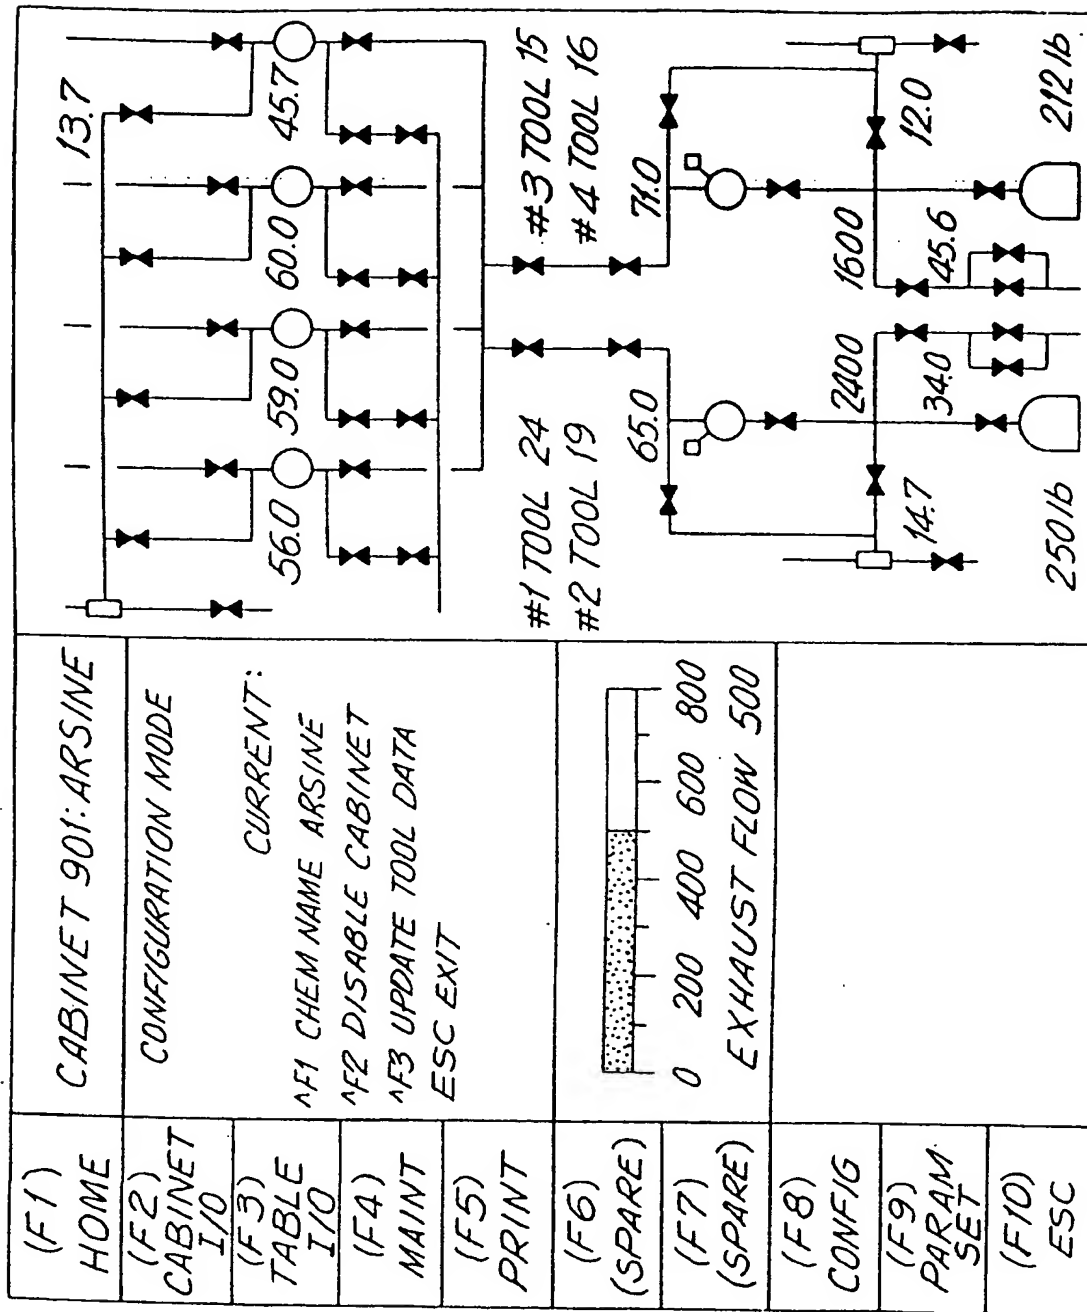 (F1)
HOME
(F2)
CABINET
I/O
(F3)
TABLE
I/O
(F4)
MAINT
(F5)
PRINT
(F6)
(SPARE)
(F7)
(SPARE)
(F8)
CONFIG
(F9)
PARAM
SET
(F10)
ESC
CABINET 901: ARSINE
CONFIGURATION MODE
CURRENT:
^F1 CHEM NAME ARSINE
^F2 DISABLE CABINET
^F3 UPDATE TOOL DATA
ESC EXIT
0 200 400 600 800
EXHAUST FLOW 500
13.7
56.0 59.0 60.0 45.7
#1 TOOL 24
#2 TOOL 19
#3 TOOL 15
#4 TOOL 16
65.0 71.0
14.7 2400 1600 12.0
34.0 45.6
250 lb 212 lb